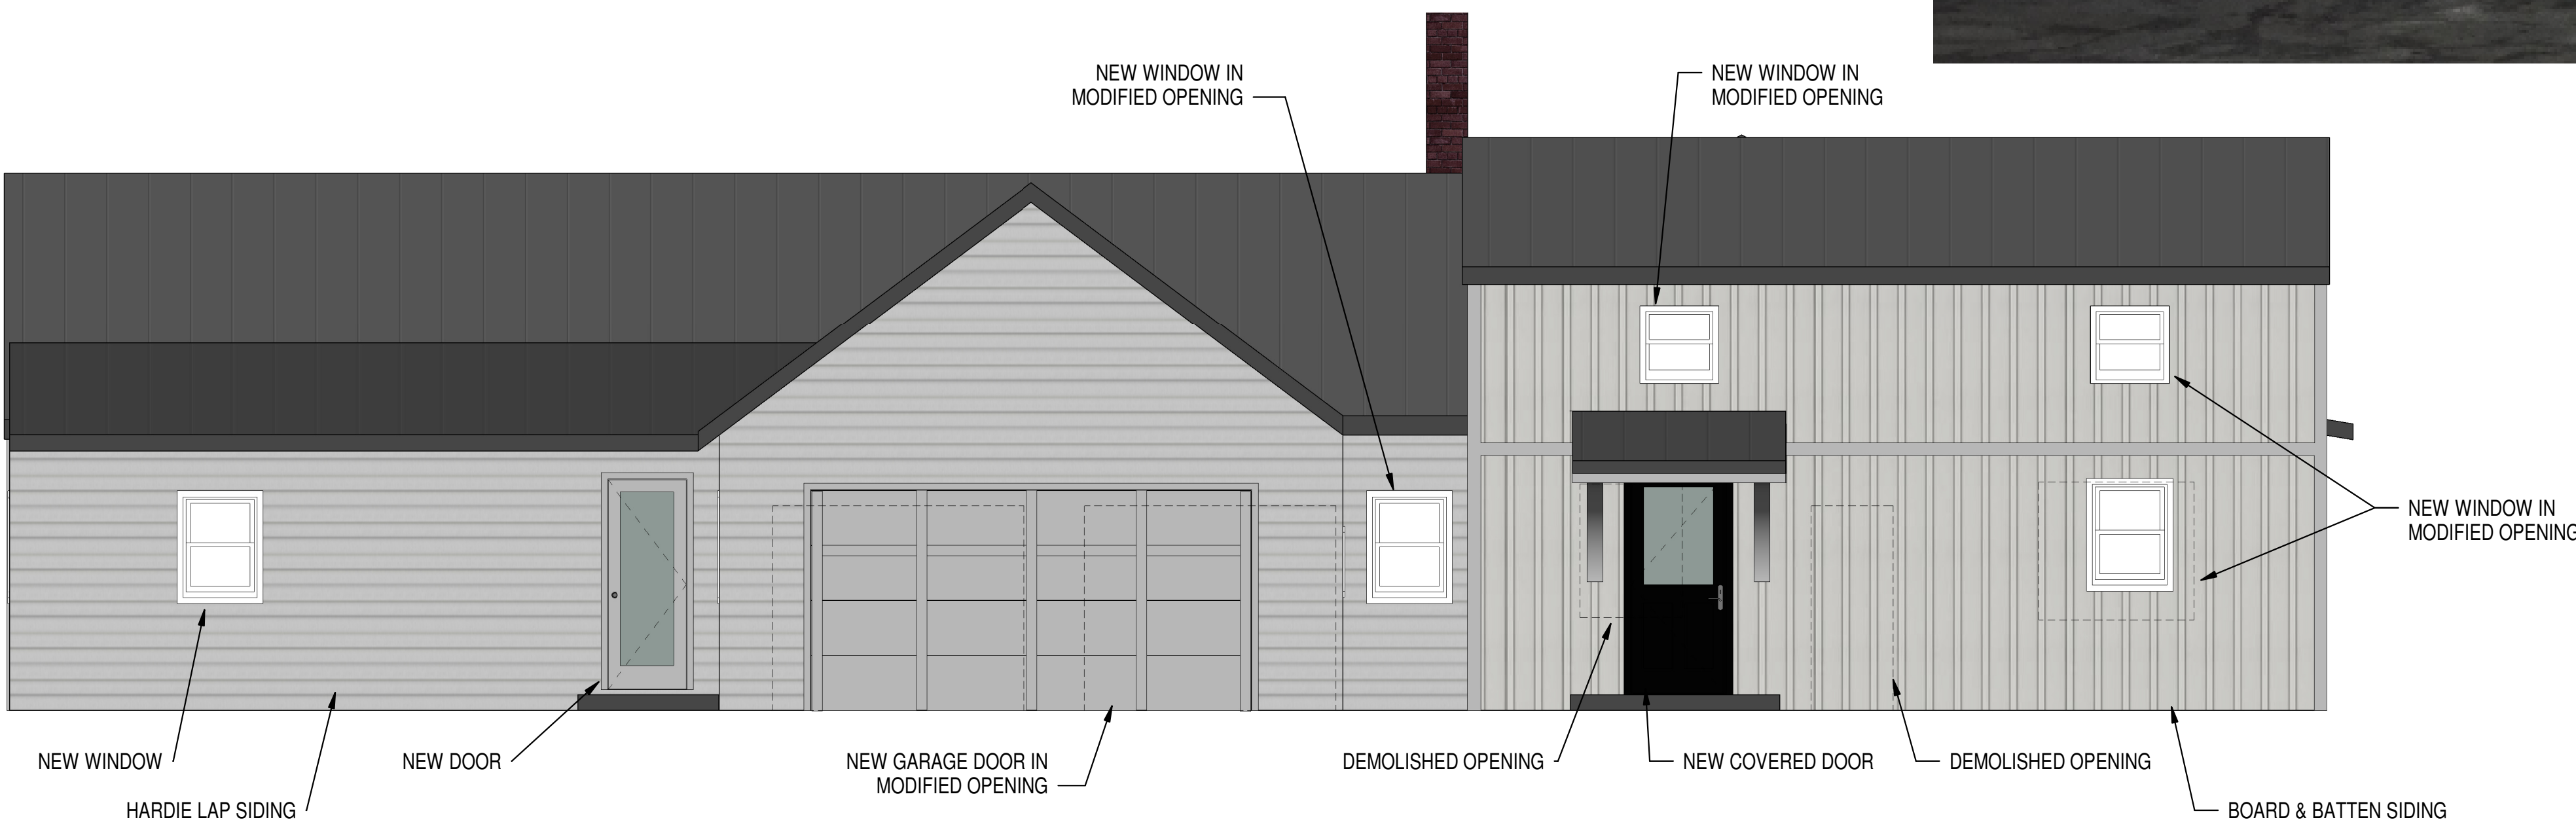 NEW WINDOW IN
MODIFIED OPENING
NEW WINDOW IN
MODIFIED OPENING
NEW WINDOW IN
MODIFIED OPENING
NEW WINDOW
NEW DOOR
NEW GARAGE DOOR IN
MODIFIED OPENING
DEMOLISHED OPENING
NEW COVERED DOOR
DEMOLISHED OPENING
HARDIE LAP SIDING
BOARD & BATTEN SIDING